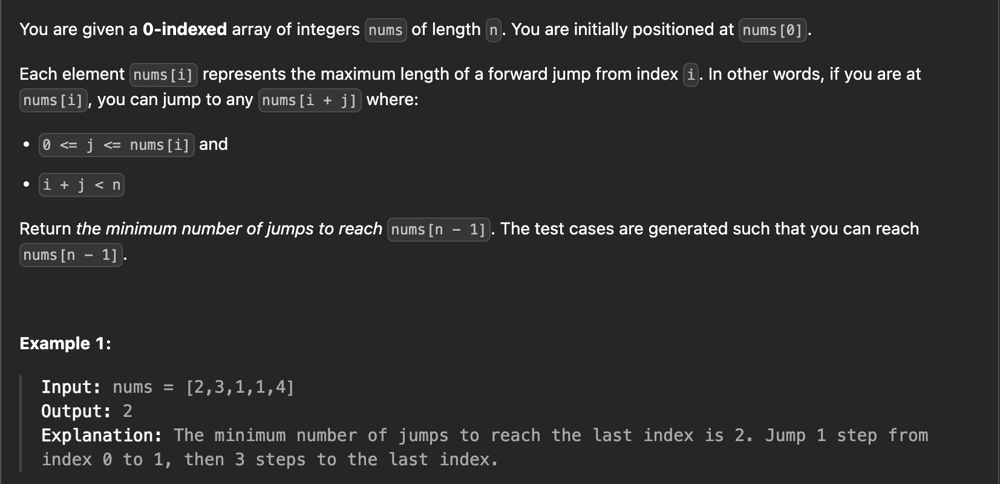 You are given a 0-indexed array of integers nums of length n. You are initially positioned at nums[0].
Each element nums[i] represents the maximum length of a forward jump from index i. In other words, if you are at
nums[i], you can jump to any nums[i + j] where:
• 0 <= j <= nums[i] and
• i + j < n
Return the minimum number of jumps to reach nums[n - 1]. The test cases are generated such that you can reach
nums[n - 1].
Example 1:
Input: nums = [2,3,1,1,4]
Output: 2
Explanation: The minimum number of jumps to reach the last index is 2. Jump 1 step from
index 0 to 1, then 3 steps to the last index.